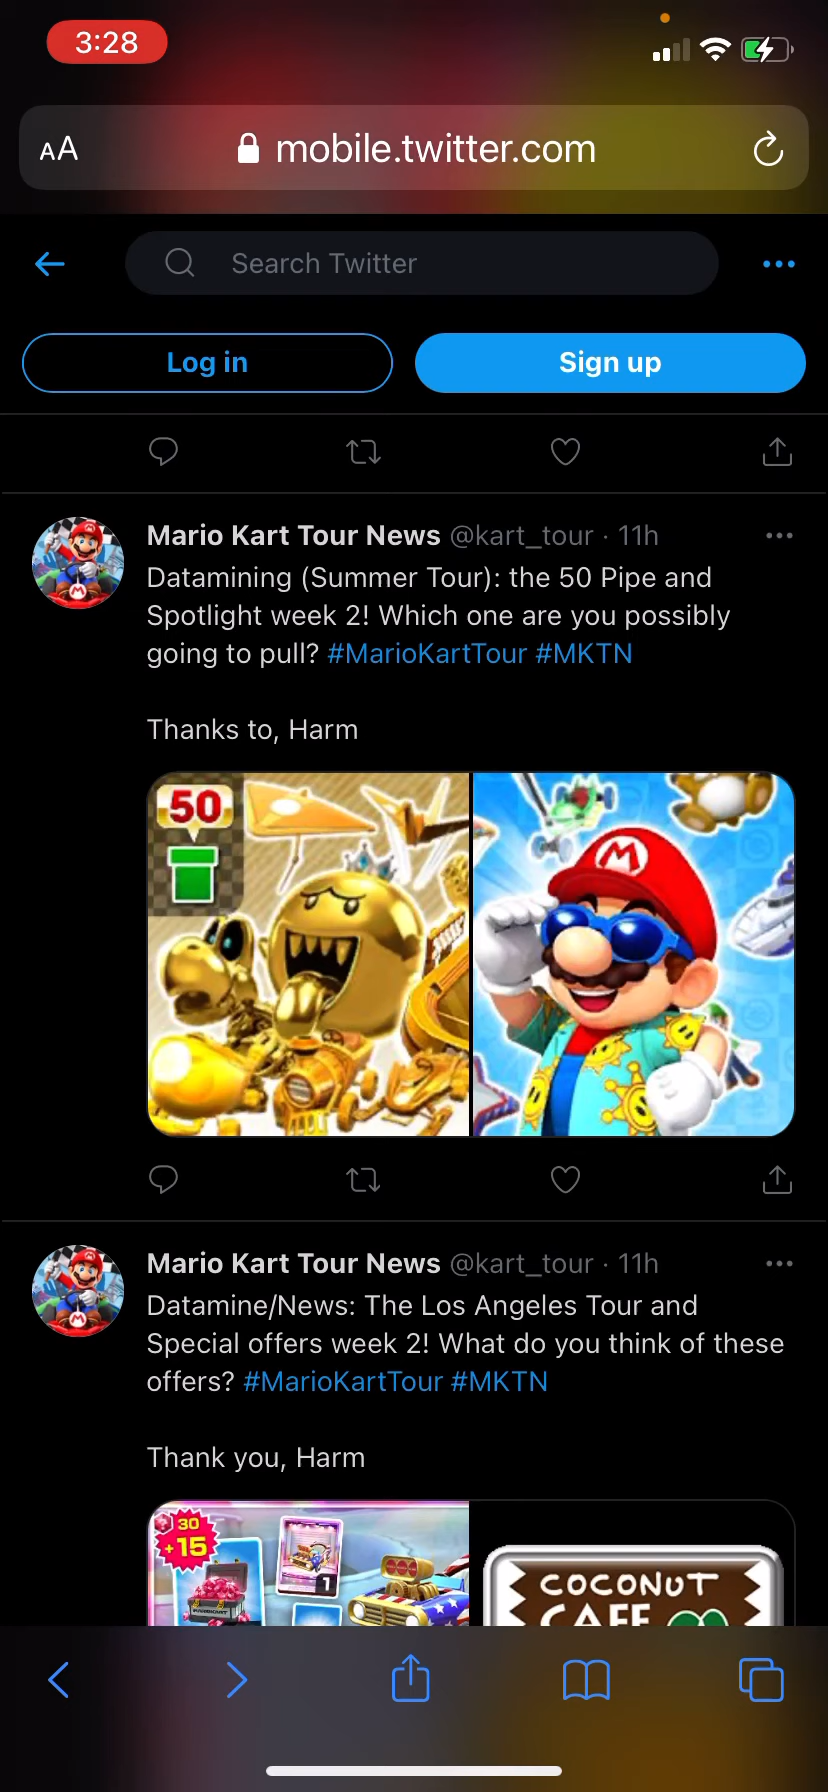 3:28
AA mobile.twitter.com
Search Twitter
Log in Sign up
Mario Kart Tour News @kart_tour · 11h
Datamining (Summer Tour): the 50 Pipe and
Spotlight week 2! Which one are you possibly
going to pull? #MarioKartTour #MKTN
Thanks to, Harm
50
M
Mario Kart Tour News @kart_tour · 11h
Datamine/News: The Los Angeles Tour and
Special offers week 2! What do you think of these
offers? #MarioKartTour #MKTN
Thank you, Harm
30
+15
1
COCONUT
CAFE